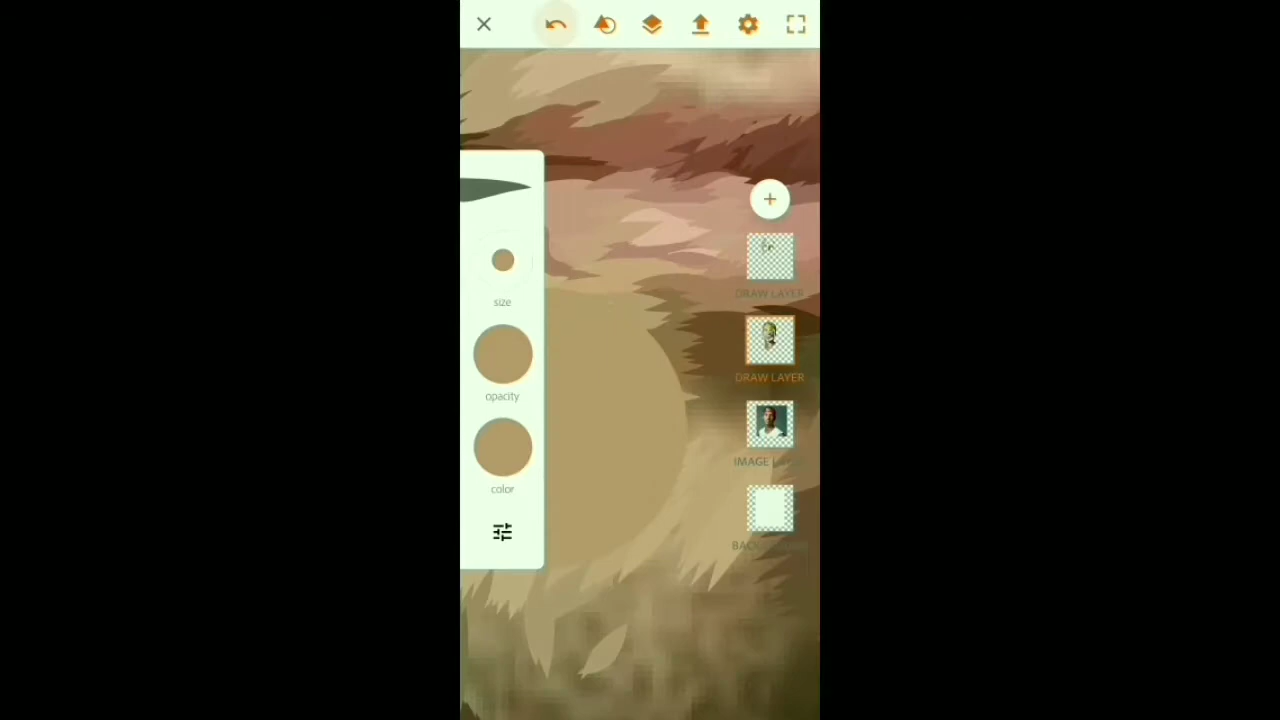 size
DRAW LAYER
DRAW LAYER
opacity
IMAGE
color